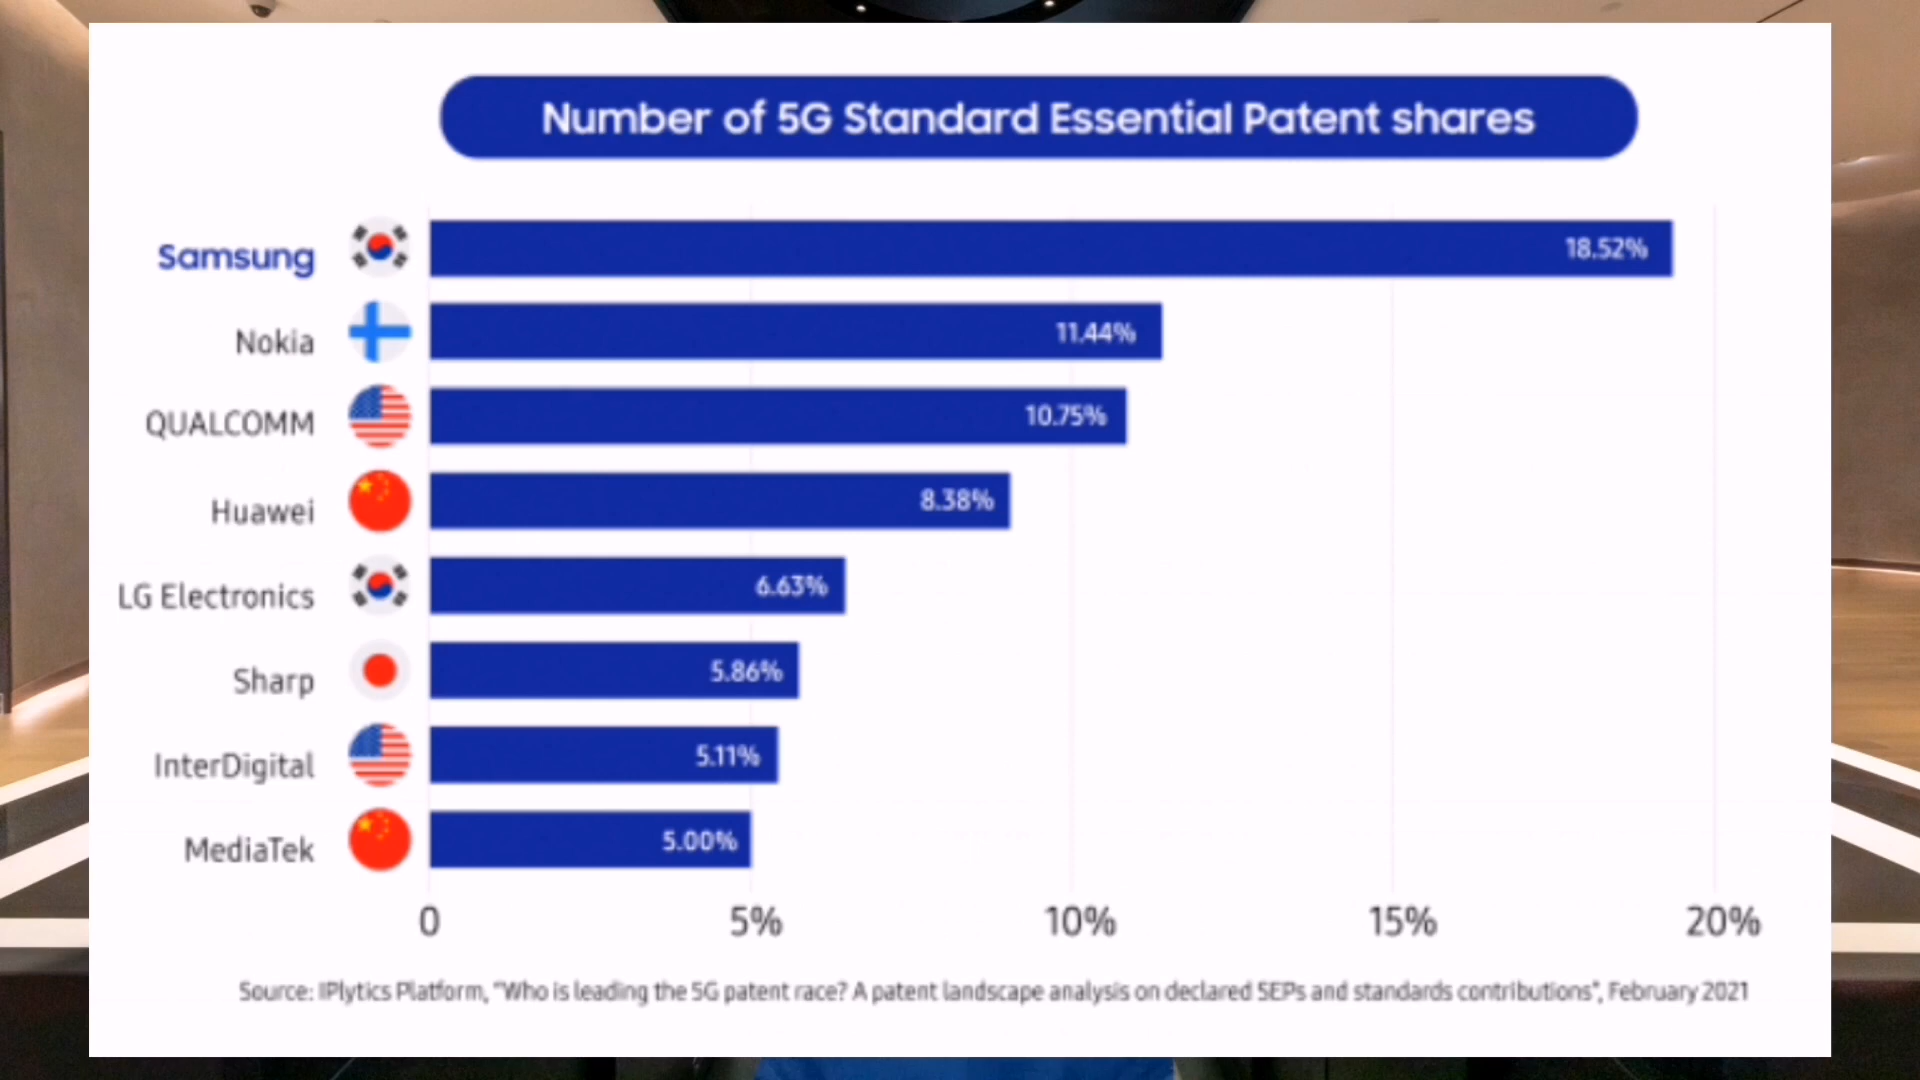 Number of 5G Standard Essential Patent shares
Samsung 18.52%
Nokia 11.44%
QUALCOMM 10.75%
Huawei 8.38%
LG Electronics 6.63%
Sharp 5.86%
InterDigital 5.11%
MediaTek 5.00%
0 5% 10% 15% 20%
Source: IPlytics Platform, "Who is leading the 5G patent race? A patent landscape analysis on declared SEPs and standards contributions", February 2021